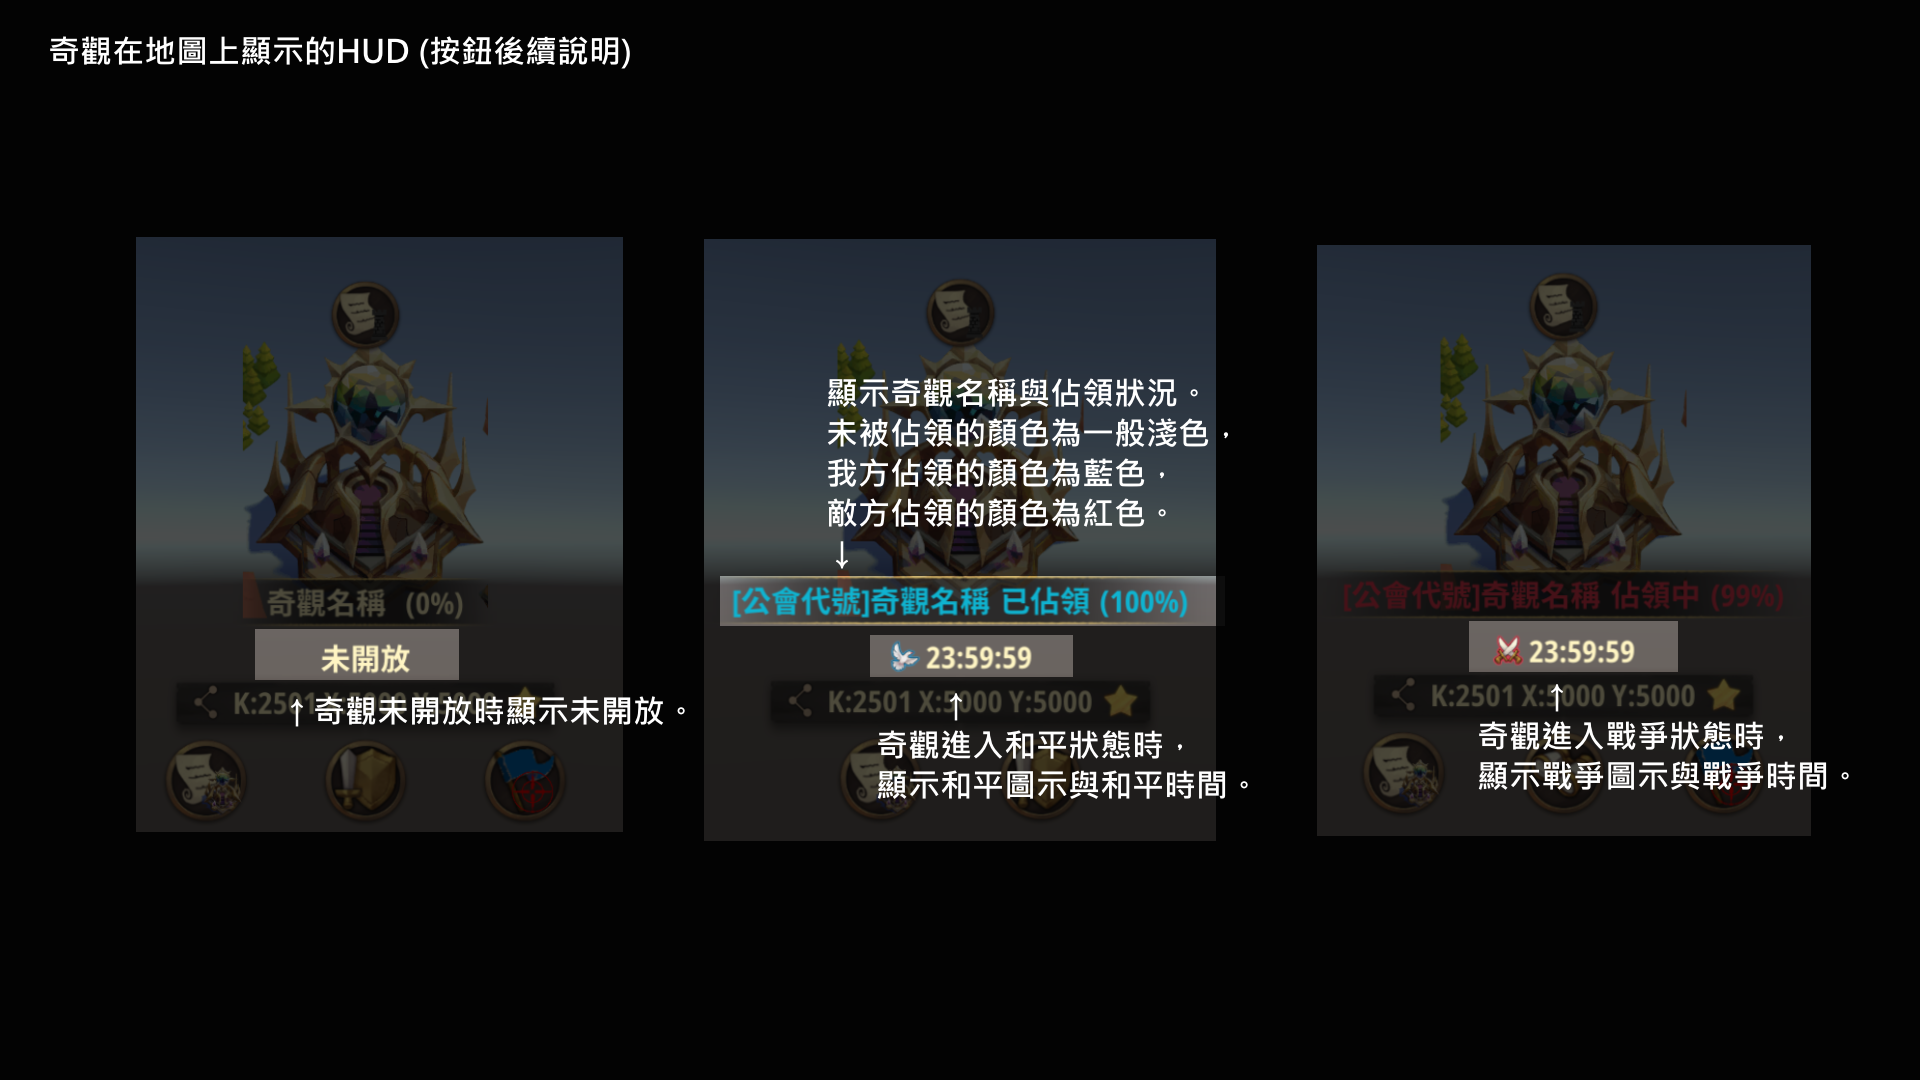 奇觀在地圖上顯示的HUD (按鈕後續說明)
奇觀名稱 (0%)
未開放
K:2501 X:5000 Y:5000
↑奇觀未開放時顯示未開放。
顯示奇觀名稱與佔領狀況。
未被佔領的顏色為一般淺色，
我方佔領的顏色為藍色，
敵方佔領的顏色為紅色。
↓
[公會代號]奇觀名稱 已佔領 (100%)
23:59:59
K:2501 X:5000 Y:5000
↑
奇觀進入和平狀態時，
顯示和平圖示與和平時間。
[公會代號]奇觀名稱 佔領中 (99%)
23:59:59
K:2501 X:5000 Y:5000
↑
奇觀進入戰爭狀態時，
顯示戰爭圖示與戰爭時間。